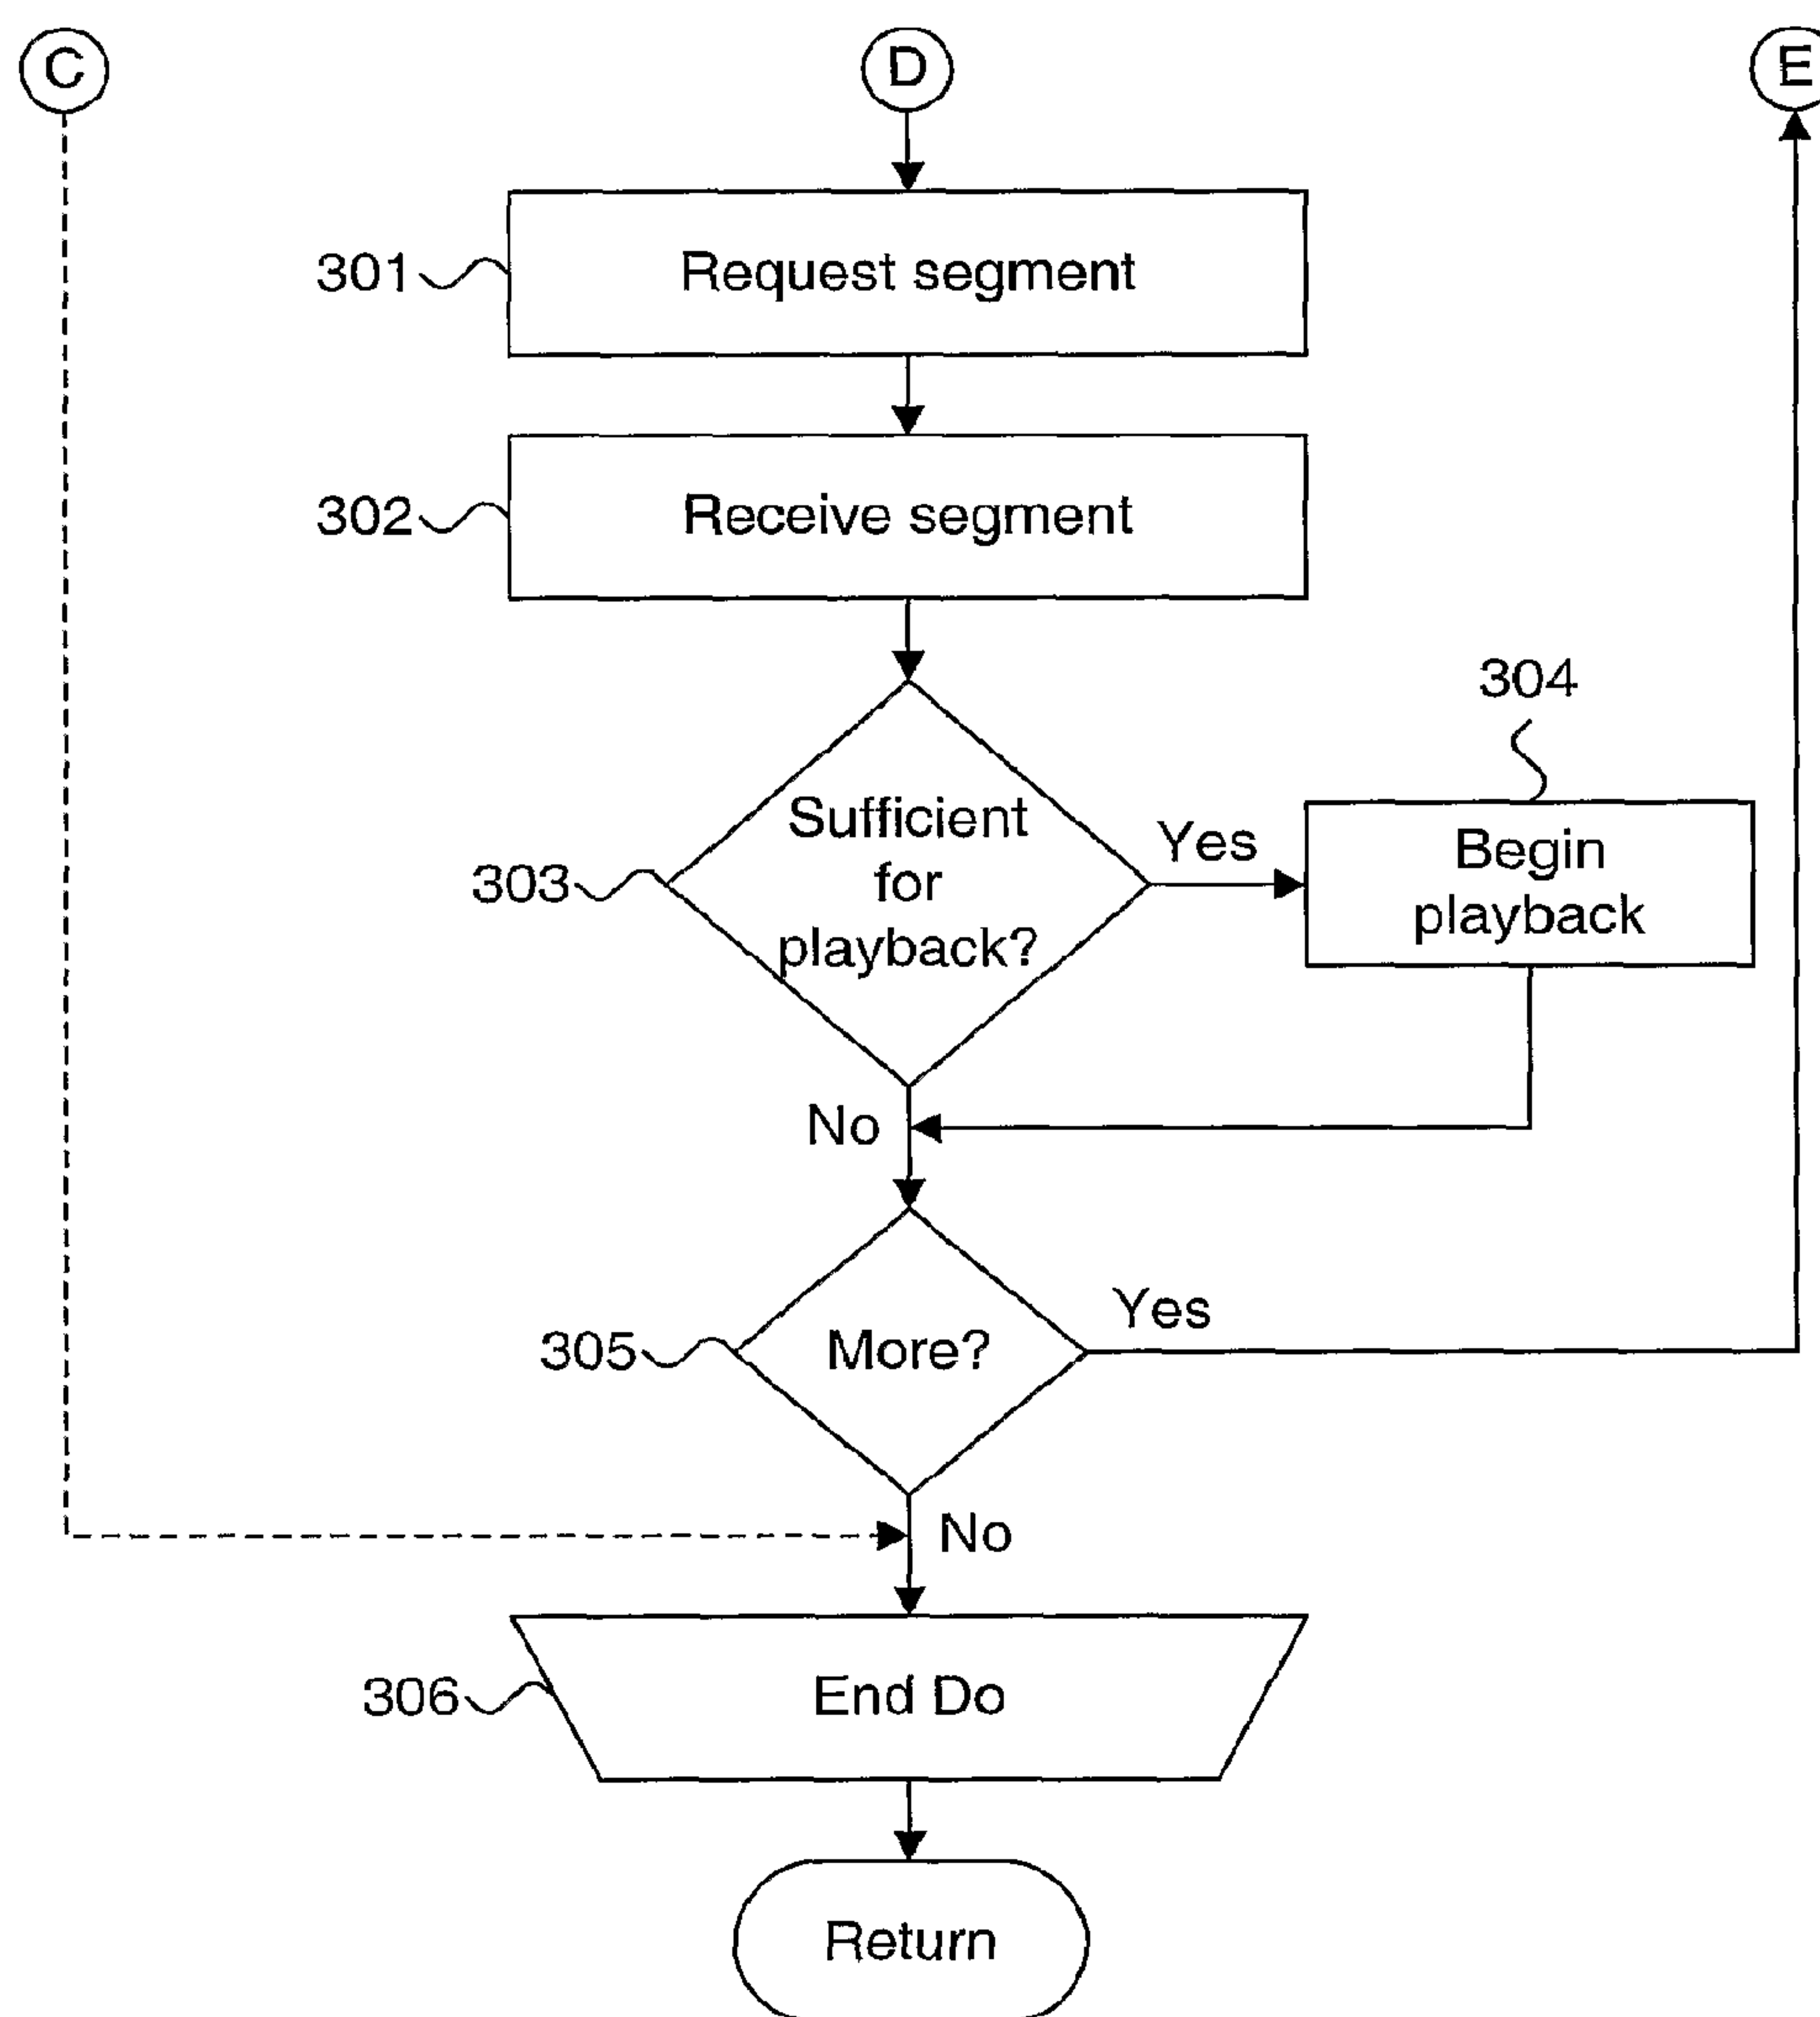 C
D
E
301
Request segment
302
Receive segment
303
Sufficient
for
playback?
Yes
304
Begin
playback
No
305
More?
Yes
No
306
End Do
Return